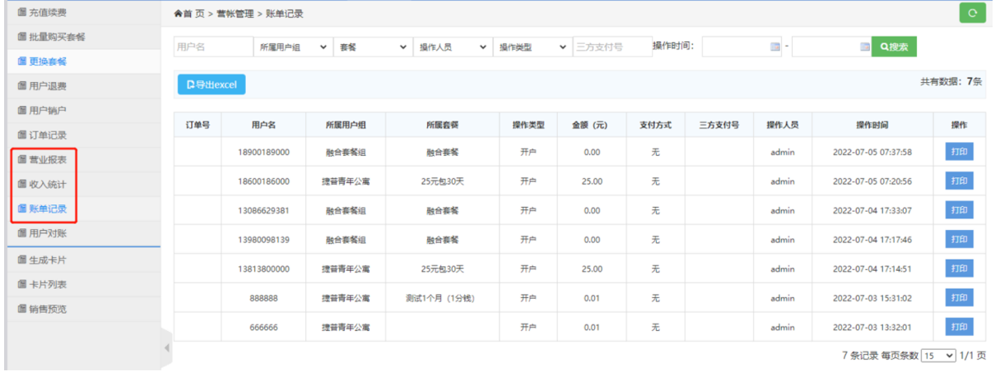 充值续费
批量购买套餐
更换套餐
用户退费
用户销户
订单记录
营业报表
收入统计
账单记录
用户对账
生成卡片
卡片列表
销售预览
首 页 > 营帐管理 > 账单记录
用户名 所属用户组 套餐 操作人员 操作类型 三方支付号 操作时间： - 搜索
导出excel 共有数据：7条
订单号 用户名 所属用户组 所属套餐 操作类型 金额（元） 支付方式 三方支付号 操作人员 操作时间 操作
18900189000 融合套餐组 融合套餐 开户 0.00 无 admin 2022-07-05 07:37:58 打印
18600186000 捷普青年公寓 25元包30天 开户 25.00 无 admin 2022-07-05 07:20:56 打印
13086629381 融合套餐组 融合套餐 开户 0.00 无 admin 2022-07-04 17:33:07 打印
13980098139 融合套餐组 融合套餐 开户 0.00 无 admin 2022-07-04 17:17:46 打印
13813800000 捷普青年公寓 25元包30天 开户 25.00 无 admin 2022-07-04 17:14:51 打印
888888 捷普青年公寓 测试1个月（1分钱） 开户 0.01 无 admin 2022-07-03 15:31:02 打印
666666 捷普青年公寓 开户 0.01 无 admin 2022-07-03 13:32:01 打印
7 条记录 每页条数 15 1/1 页